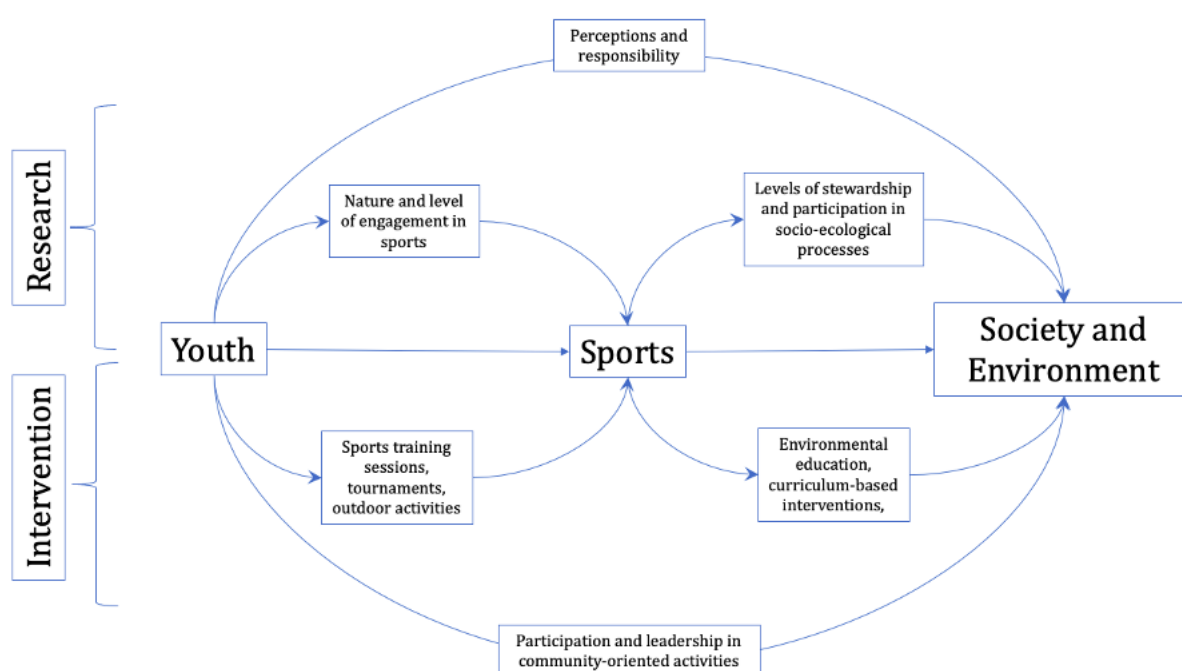 Perceptions and
responsibility
Research
Nature and level
of engagement in
sports
Levels of stewardship
and participation in
socio-ecological
processes
Youth
Sports
Society and
Environment
Intervention
Sports training
sessions,
tournaments,
outdoor activities
Environmental
education,
curriculum-based
interventions,
Participation and leadership in
community-oriented activities